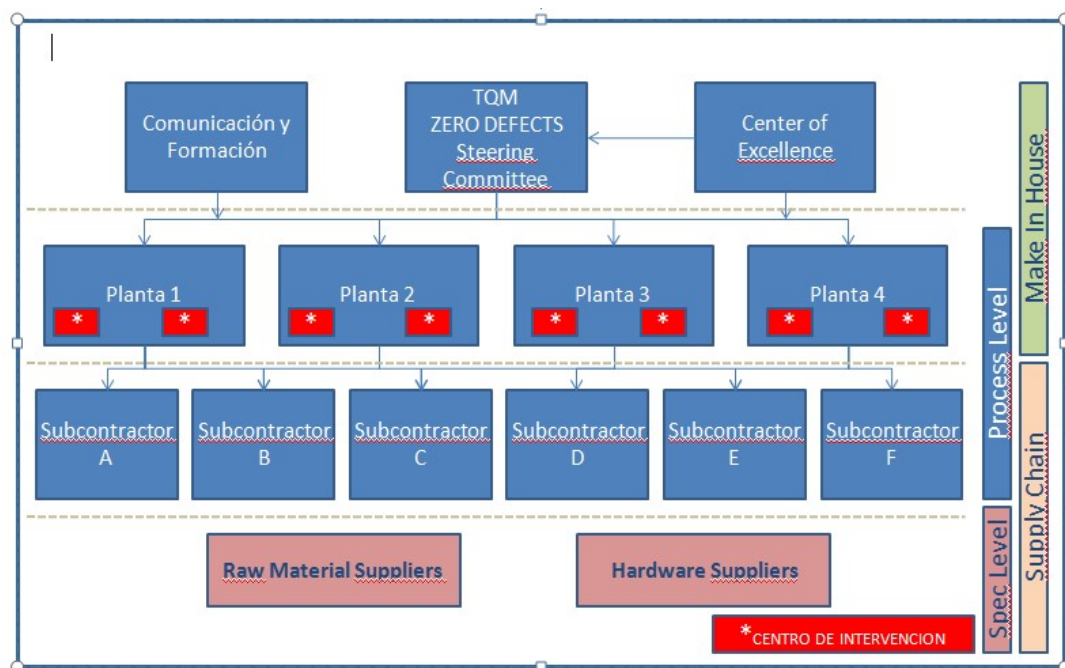 Comunicación y
Formación
TQM
ZERO DEFECTS
Steering
Committee
Center of
Excellence
Planta 1
*
*
Planta 2
*
*
Planta 3
*
*
Planta 4
*
*
Subcontractor
A
Subcontractor
B
Subcontractor
C
Subcontractor
D
Subcontractor
E
Subcontractor
F
Raw Material Suppliers
Hardware Suppliers
*CENTRO DE INTERVENCION
Process Level
Spec Level
Make In House
Supply Chain